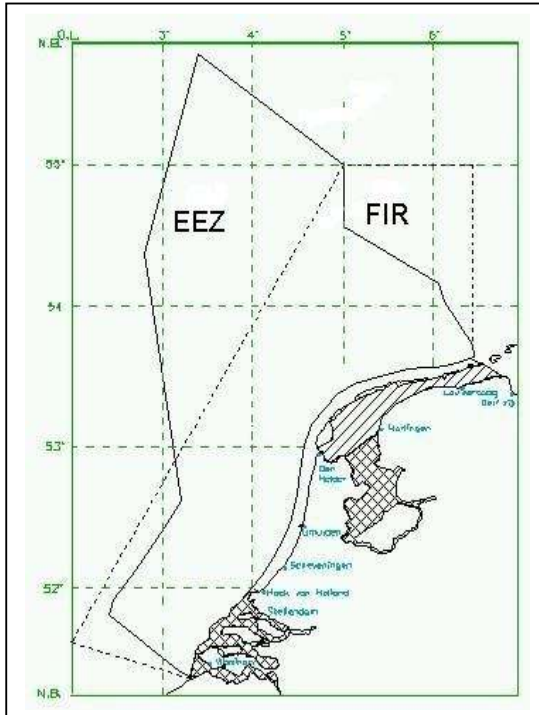 N.B. O.L. 3° 4° 5° 6°
55°
EEZ FIR
54
53°
Harlingen
Den
Helder
IJmuiden
Scheveningen
52°
Hoek van Holland
Stellendam
N.B.